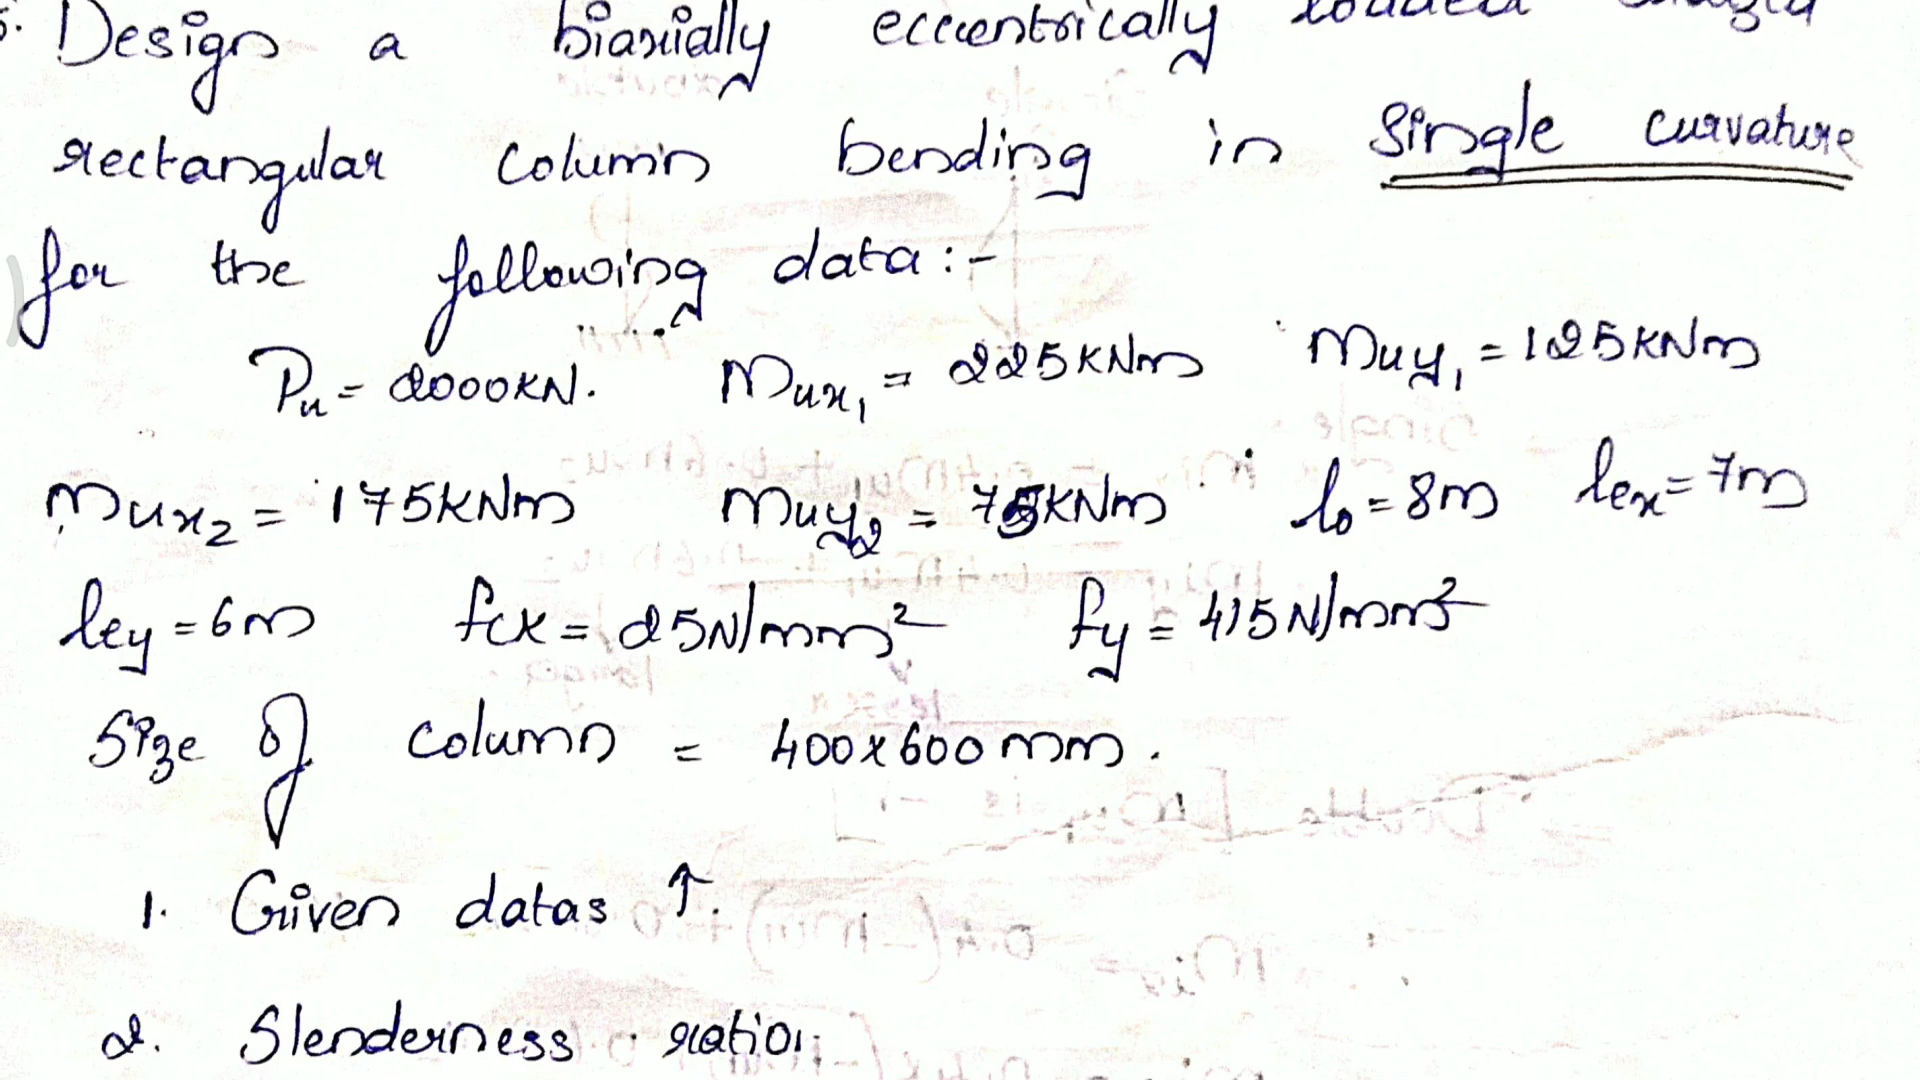 5. Design a biaxially eccentrically loaded
rectangular column bending in Single curvature
for the following data:-
Pu = 2000KN. Mux1 = 225KNm Muy1 = 125KNm
Mux2 = 175KNm Muy2 = 75KNm lo = 8m lex = 7m
ley = 6m fck = 25N/mm² fy = 415N/mm²
Size of column = 400x600mm.
1. Given datas ↑.
2. Slenderness ratio: